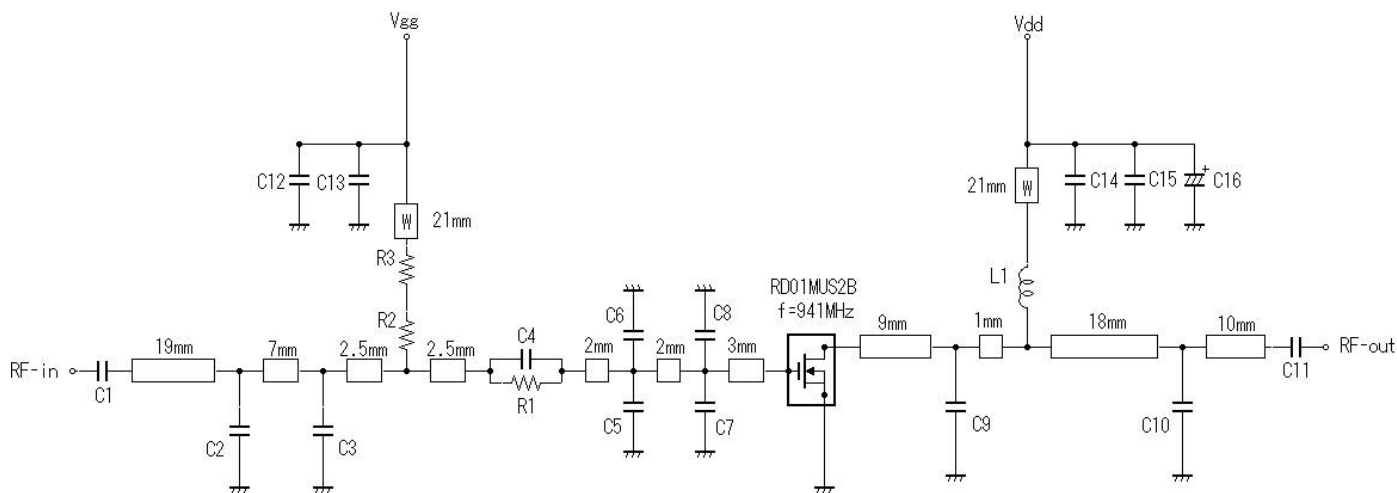 Vgg
Vdd
C12
C13
W
21mm
21mm
W
C14
C15
+
C16
R3
R2
L1
RD01MUS2B
f=941MHz
C6
C8
RF-in
C1
19mm
7mm
2.5mm
2.5mm
C4
R1
2mm
2mm
3mm
9mm
1mm
18mm
10mm
C11
RF-out
C2
C3
C5
C7
C9
C10